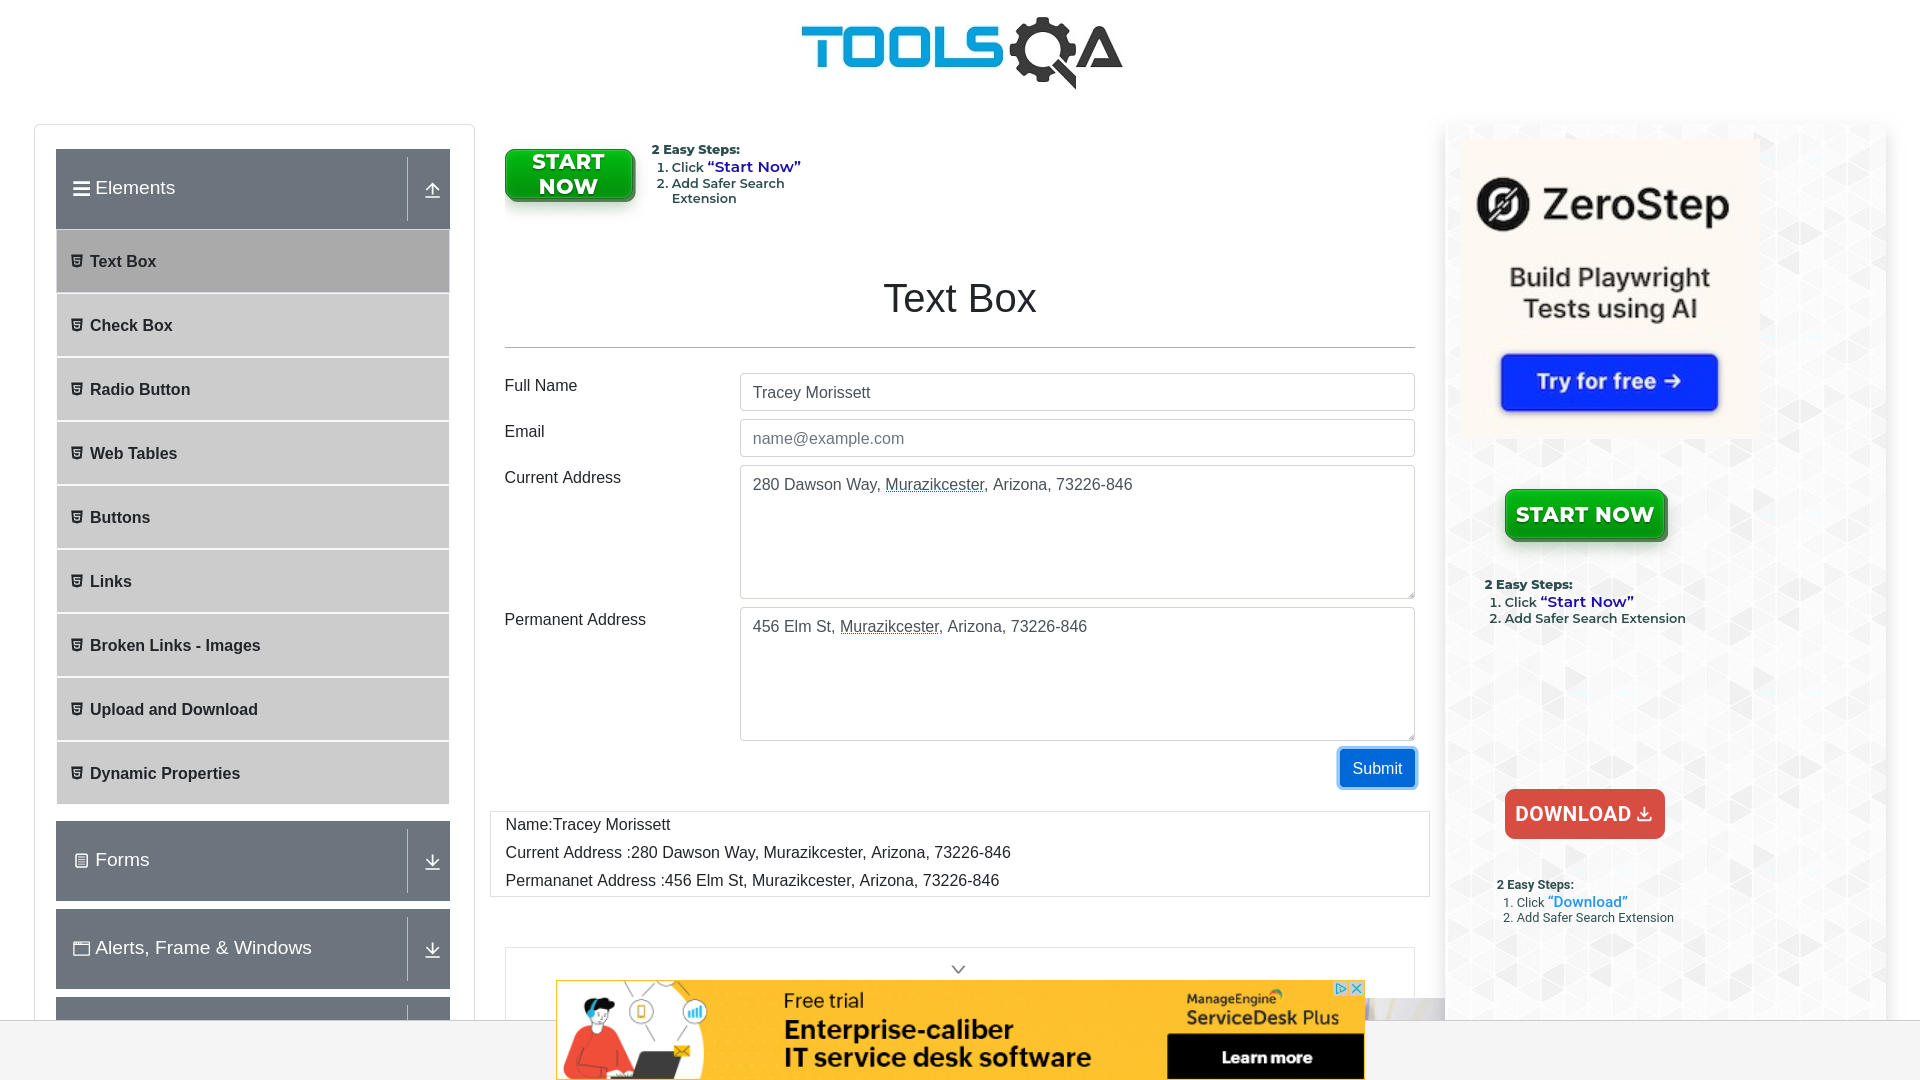 TOOLSQA
Elements
Text Box
Check Box
Radio Button
Web Tables
Buttons
Links
Broken Links - Images
Upload and Download
Dynamic Properties
Forms
Alerts, Frame & Windows
START
NOW
2 Easy Steps:
1. Click “Start Now”
2. Add Safer Search
Extension
Text Box
Full Name
Tracey Morissett
Email
name@example.com
Current Address
280 Dawson Way, Murazikcester, Arizona, 73226-846
Permanent Address
456 Elm St, Murazikcester, Arizona, 73226-846
Submit
Name:Tracey Morissett
Current Address :280 Dawson Way, Murazikcester, Arizona, 73226-846
Permananet Address :456 Elm St, Murazikcester, Arizona, 73226-846
Free trial
Enterprise-caliber
IT service desk software
ManageEngine
ServiceDesk Plus
Learn more
ZeroStep
Build Playwright
Tests using AI
Try for free →
START NOW
2 Easy Steps:
1. Click “Start Now”
2. Add Safer Search Extension
DOWNLOAD
2 Easy Steps:
1. Click “Download”
2. Add Safer Search Extension